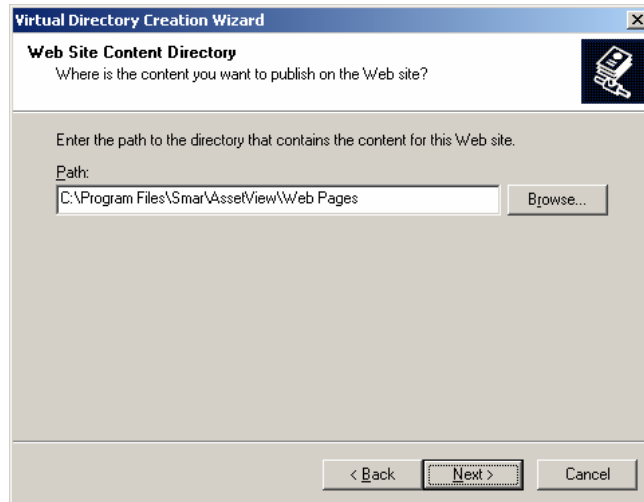 Virtual Directory Creation Wizard
Web Site Content Directory
Where is the content you want to publish on the Web site?
Enter the path to the directory that contains the content for this Web site.
Path:
C:\Program Files\Smar\AssetView\Web Pages
Browse...
< Back
Next >
Cancel